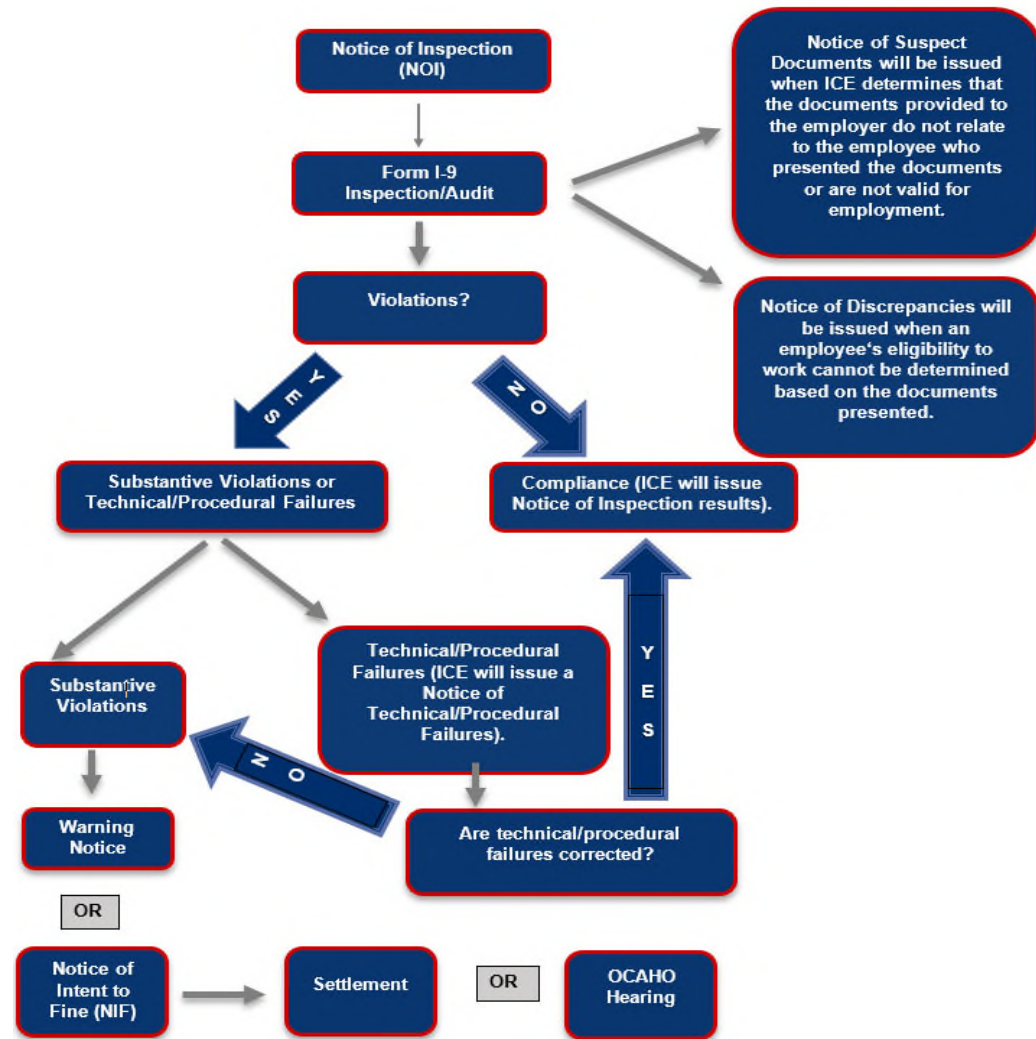 Notice of Inspection
(NOI)
Notice of Suspect
Documents will be issued
when ICE determines that
the documents provided to
the employer do not relate
to the employee who
presented the documents
or are not valid for
employment.
Form I-9
Inspection/Audit
Violations?
Notice of Discrepancies will
be issued when an
employee‘s eligibility to
work cannot be determined
based on the documents
presented.
YES
NO
Substantive Violations or
Technical/Procedural Failures
Compliance (ICE will issue
Notice of Inspection results).
Substantive
Violations
Technical/Procedural
Failures (ICE will issue a
Notice of
Technical/Procedural
Failures).
YES
NO
Warning
Notice
Are technical/procedural
failures corrected?
OR
Notice of
Intent to
Fine (NIF)
Settlement
OR
OCAHO
Hearing